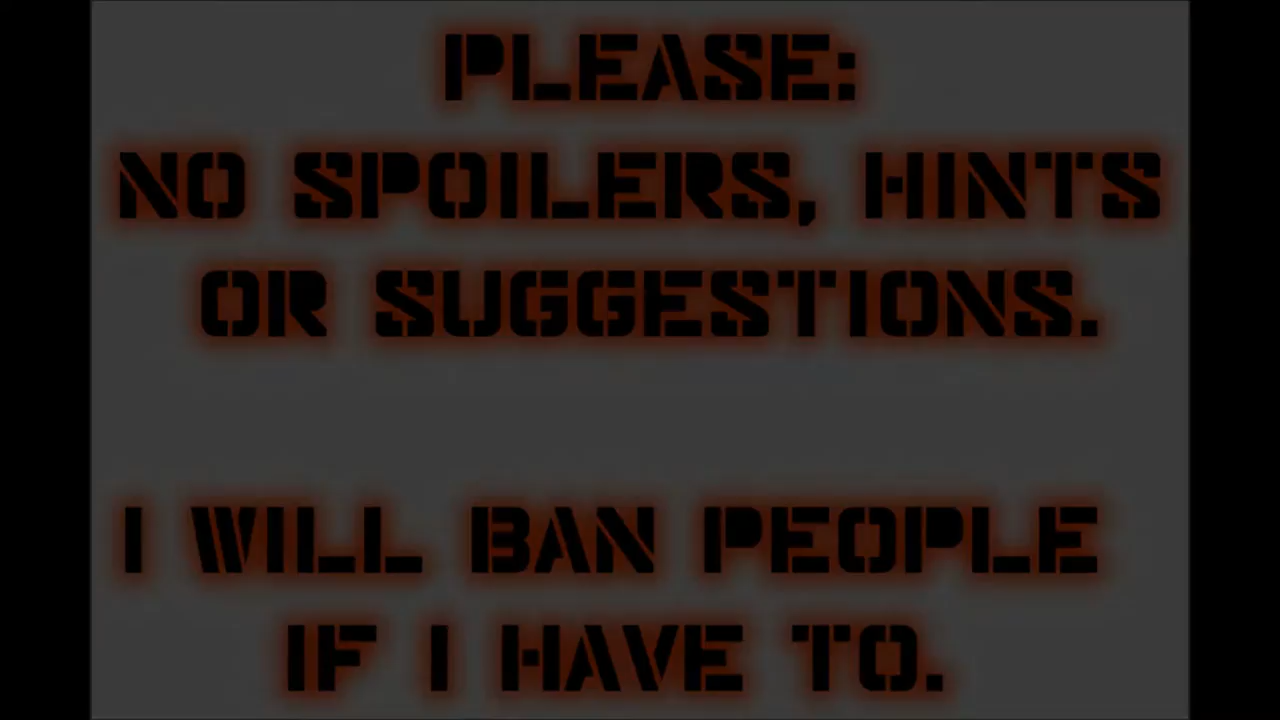 PLEASE:
NO SPOILERS, HINTS
OR SUGGESTIONS.
I WILL BAN PEOPLE
IF I HAVE TO.